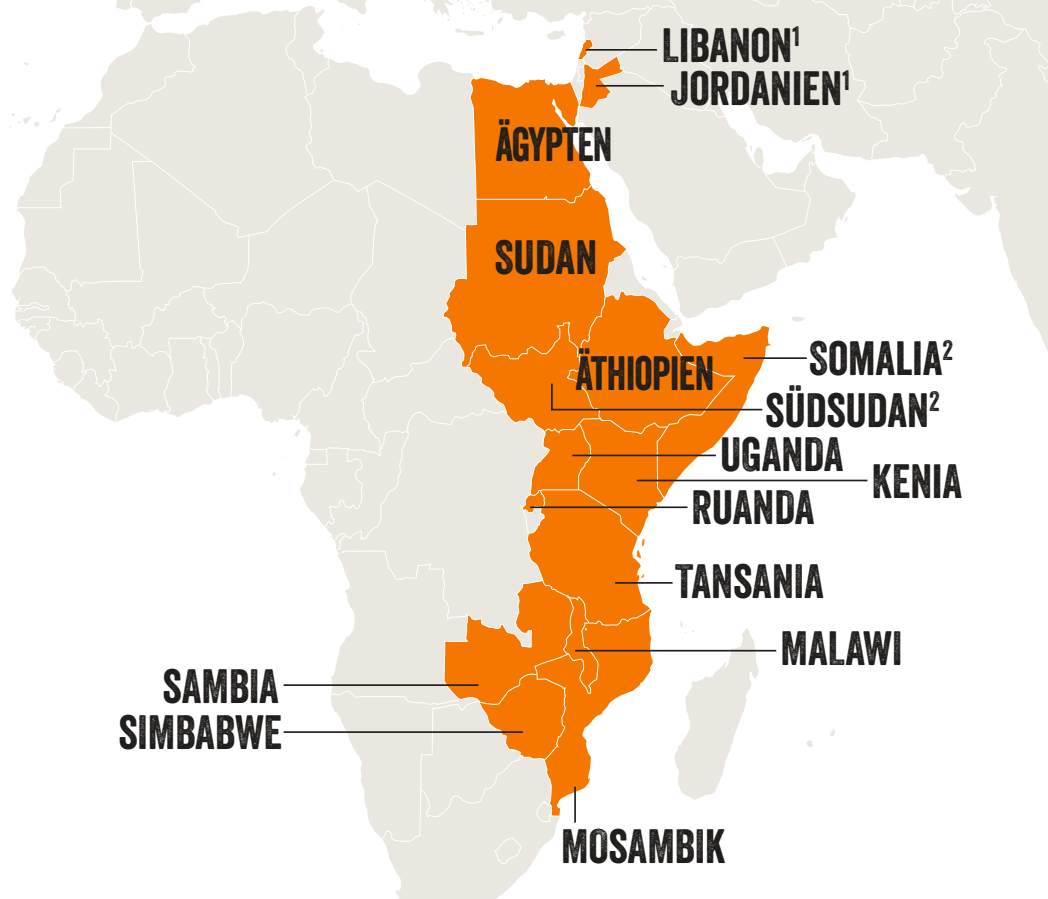 LIBANON¹
JORDANIEN¹
ÄGYPTEN
SUDAN
SOMALIA²
ÄTHIOPIEN
SÜDSUDAN²
UGANDA
KENIA
RUANDA
TANSANIA
MALAWI
SAMBIA
SIMBABWE
MOSAMBIK